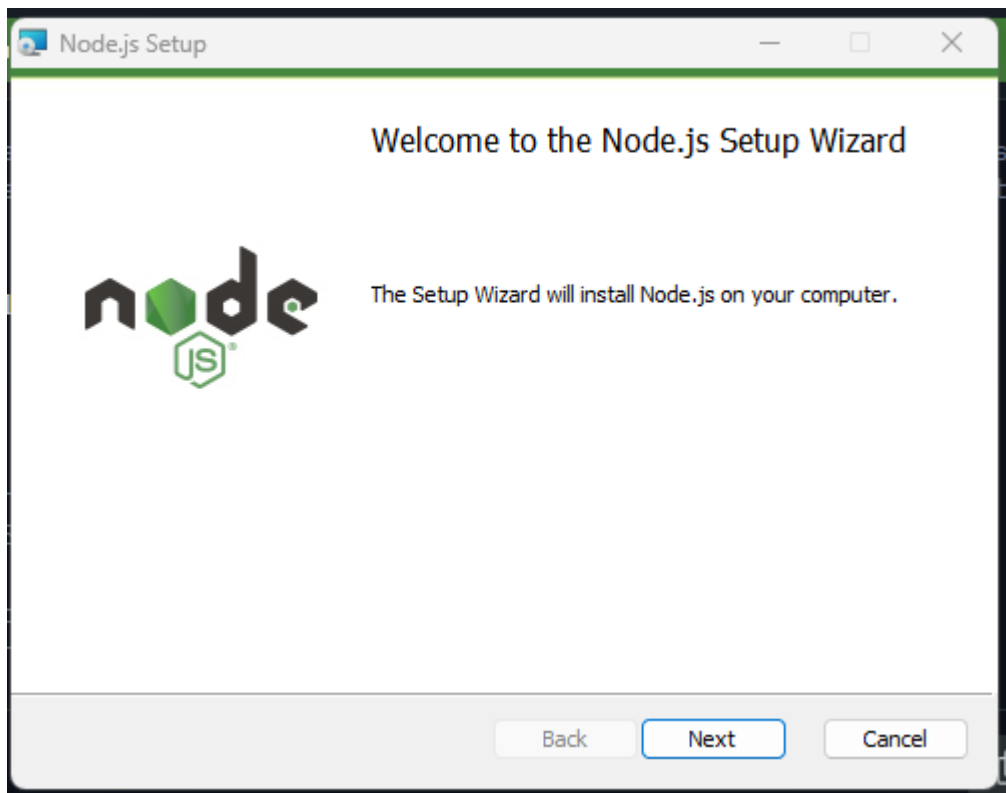 Node.js Setup
Welcome to the Node.js Setup Wizard
The Setup Wizard will install Node.js on your computer.
node
JS®
Back
Next
Cancel